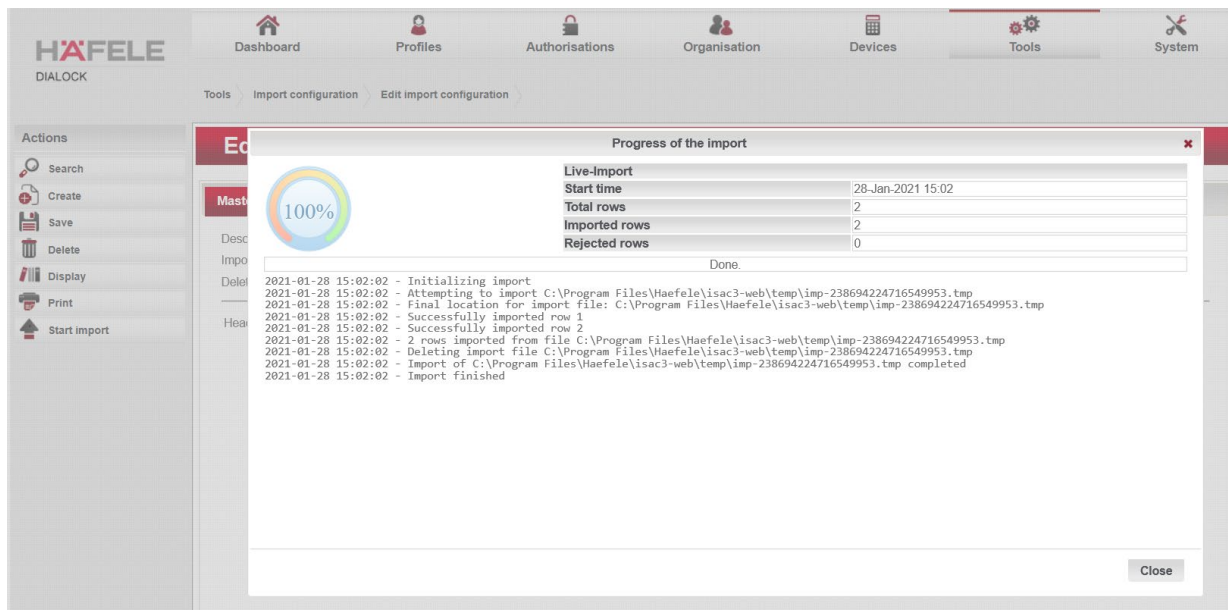 HÄFELE
DIALOCK
Dashboard
Profiles
Authorisations
Organisation
Devices
Tools
System
Tools
Import configuration
Edit import configuration
Actions
Search
Create
Save
Delete
Display
Print
Start import
Ed
Maste
Desc
Impo
Delet
Head
Progress of the import
100%
Live-Import
Start time 28-Jan-2021 15:02
Total rows 2
Imported rows 2
Rejected rows 0
Done.
2021-01-28 15:02:02 - Initializing import
2021-01-28 15:02:02 - Attempting to import C:\Program Files\Haefele\isac3-web\temp\imp-238694224716549953.tmp
2021-01-28 15:02:02 - Final location for import file: C:\Program Files\Haefele\isac3-web\temp\imp-238694224716549953.tmp
2021-01-28 15:02:02 - Successfully imported row 1
2021-01-28 15:02:02 - Successfully imported row 2
2021-01-28 15:02:02 - 2 rows imported from file C:\Program Files\Haefele\isac3-web\temp\imp-238694224716549953.tmp
2021-01-28 15:02:02 - Deleting import file C:\Program Files\Haefele\isac3-web\temp\imp-238694224716549953.tmp
2021-01-28 15:02:02 - Import of C:\Program Files\Haefele\isac3-web\temp\imp-238694224716549953.tmp completed
2021-01-28 15:02:02 - Import finished
Close